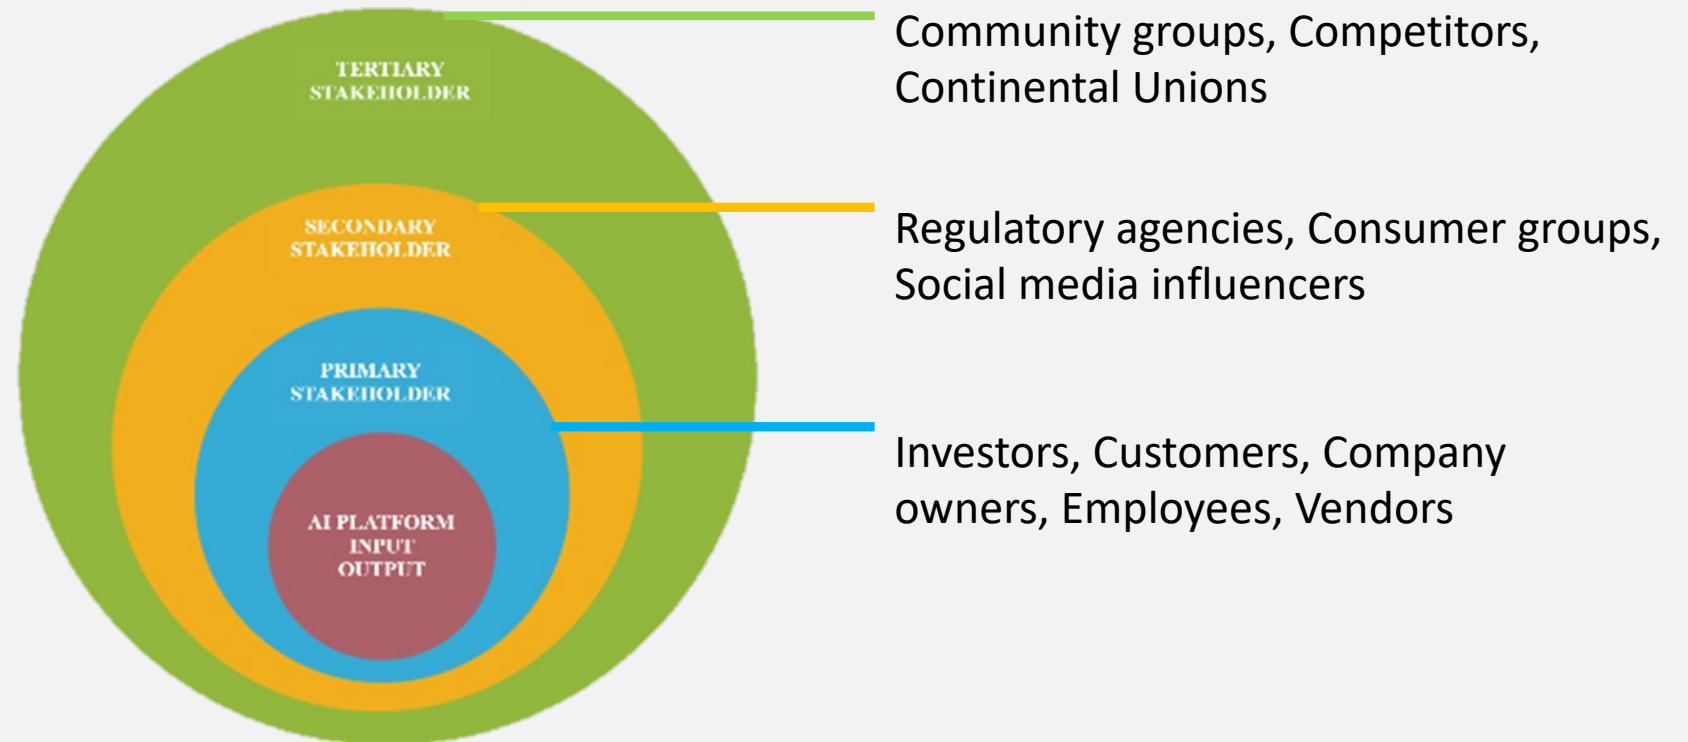 TERTIARY
STAKEHOLDER
Community groups, Competitors,
Continental Unions
SECONDARY
STAKEHOLDER
Regulatory agencies, Consumer groups,
Social media influencers
PRIMARY
STAKEHOLDER
Investors, Customers, Company
owners, Employees, Vendors
AI PLATFORM
INPUT
OUTPUT